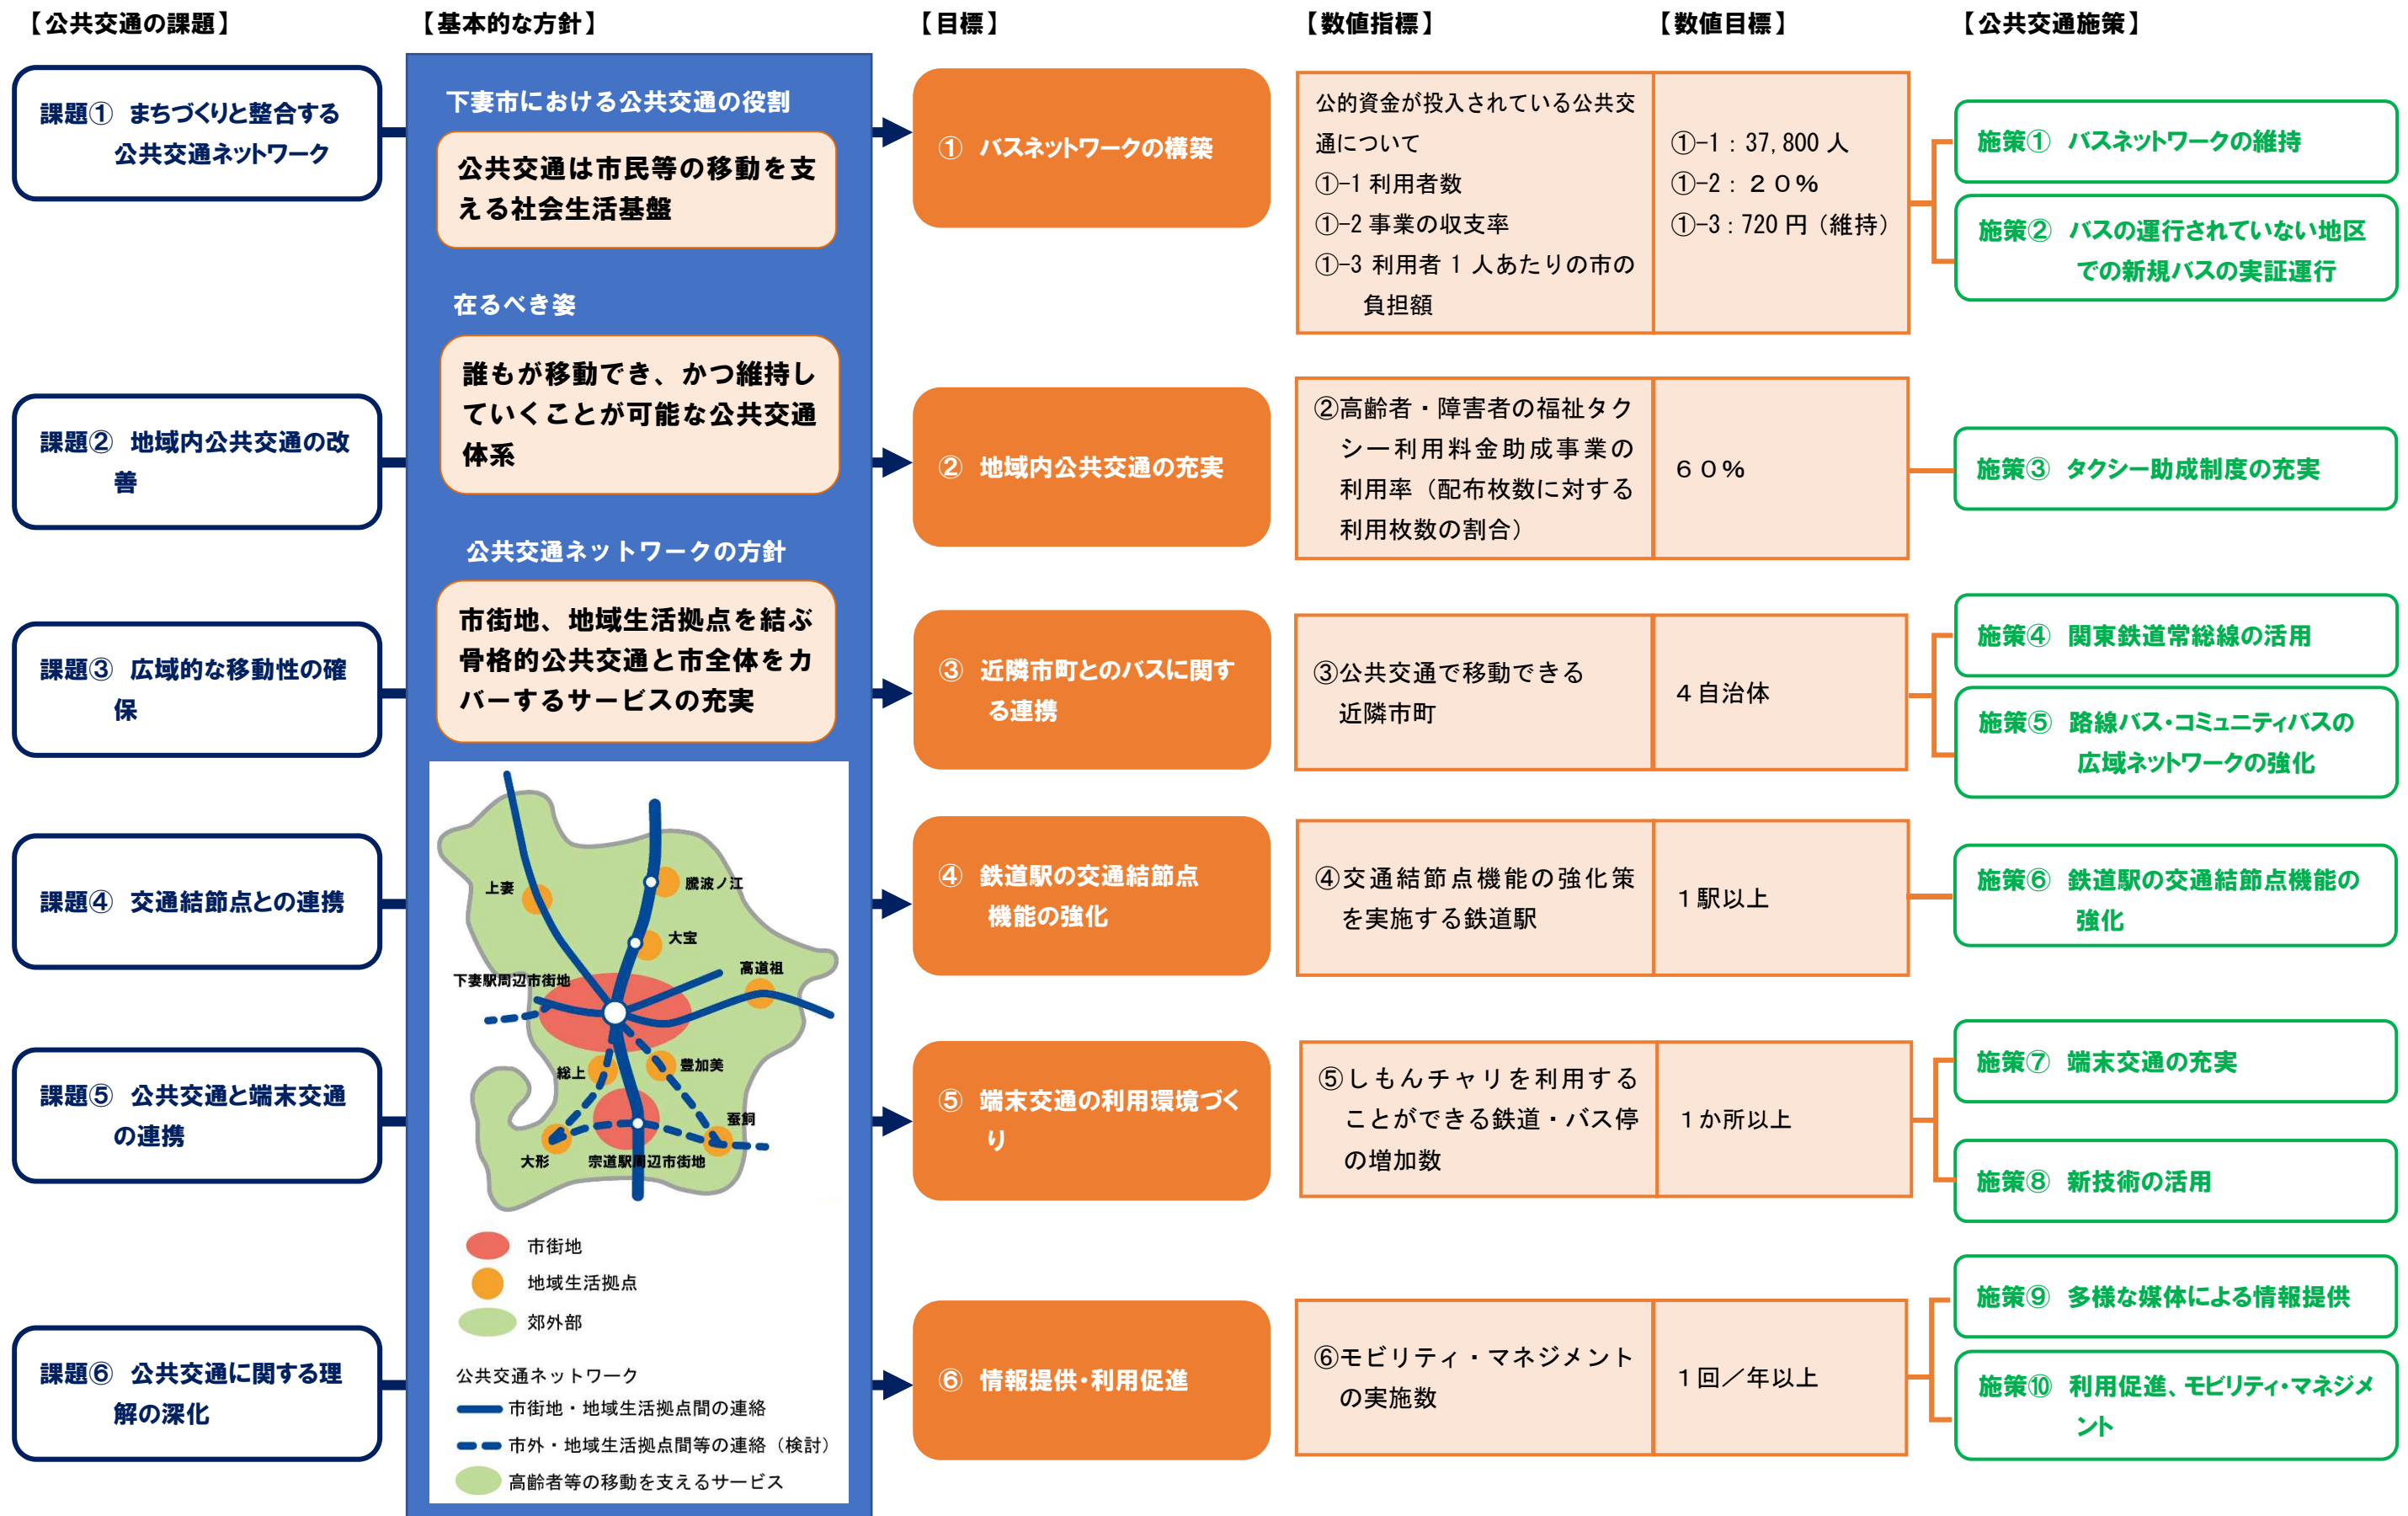 【公共交通の課題】
【基本的な方針】
【目標】
【数値指標】
【数値目標】
【公共交通施策】
課題① まちづくりと整合する
公共交通ネットワーク
課題② 地域内公共交通の改
善
課題③ 広域的な移動性の確
保
課題④ 交通結節点との連携
課題⑤ 公共交通と端末交通
の連携
課題⑥ 公共交通に関する理
解の深化
下妻市における公共交通の役割
公共交通は市民等の移動を支
える社会生活基盤
在るべき姿
誰もが移動でき、かつ維持し
ていくことが可能な公共交通
体系
公共交通ネットワークの方針
市街地、地域生活拠点を結ぶ
骨格的公共交通と市全体をカ
バーするサービスの充実
上妻
騰波ノ江
大宝
高道祖
下妻駅周辺市街地
総上
豊加美
蚕飼
大形
宗道駅周辺市街地
市街地
地域生活拠点
郊外部
公共交通ネットワーク
市街地・地域生活拠点間の連絡
市外・地域生活拠点間等の連絡（検討）
高齢者等の移動を支えるサービス
① バスネットワークの構築
② 地域内公共交通の充実
③ 近隣市町とのバスに関す
る連携
④ 鉄道駅の交通結節点
機能の強化
⑤ 端末交通の利用環境づく
り
⑥ 情報提供・利用促進
公的資金が投入されている公共交
通について
①-1 利用者数
①-2 事業の収支率
①-3 利用者 1 人あたりの市の
負担額
①-1：37,800 人
①-2：２０％
①-3：720 円（維持）
②高齢者・障害者の福祉タク
シー利用料金助成事業の
利用率（配布枚数に対する
利用枚数の割合）
６０％
③公共交通で移動できる
近隣市町
４自治体
④交通結節点機能の強化策
を実施する鉄道駅
１駅以上
⑤しもんチャリを利用する
ことができる鉄道・バス停
の増加数
１か所以上
⑥モビリティ・マネジメント
の実施数
１回／年以上
施策① バスネットワークの維持
施策② バスの運行されていない地区
での新規バスの実証運行
施策③ タクシー助成制度の充実
施策④ 関東鉄道常総線の活用
施策⑤ 路線バス・コミュニティバスの
広域ネットワークの強化
施策⑥ 鉄道駅の交通結節点機能の
強化
施策⑦ 端末交通の充実
施策⑧ 新技術の活用
施策⑨ 多様な媒体による情報提供
施策⑩ 利用促進、モビリティ・マネジメ
ント